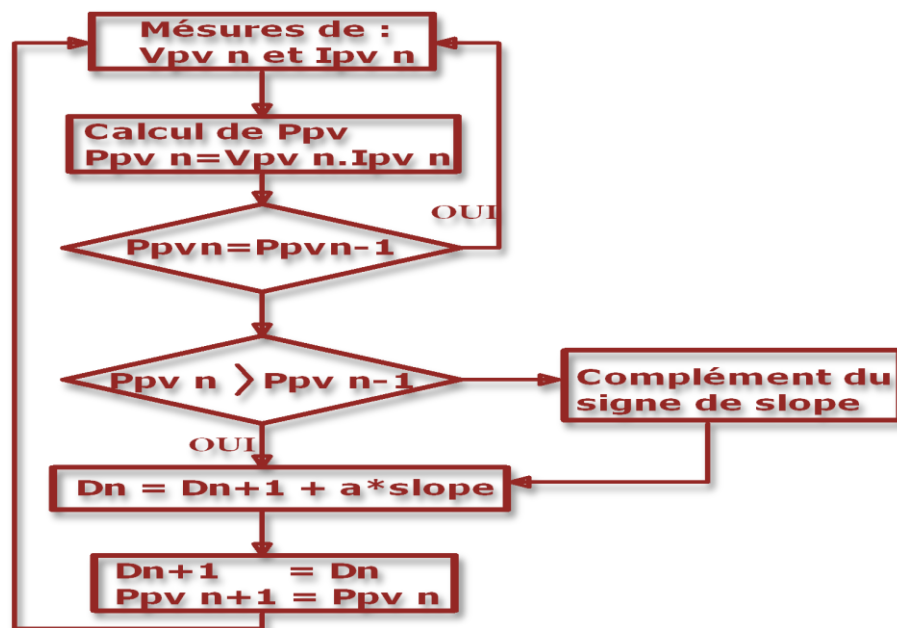 Mésures de :
Vpv n et Ipv n
Calcul de Ppv
Ppv n=Vpv n.Ipv n
OUI
Ppvn=Ppvn-1
Ppv n > Ppv n-1
Complément du
signe de slope
OUI
Dn = Dn+1 + a*slope
Dn+1 = Dn
Ppv n+1 = Ppv n